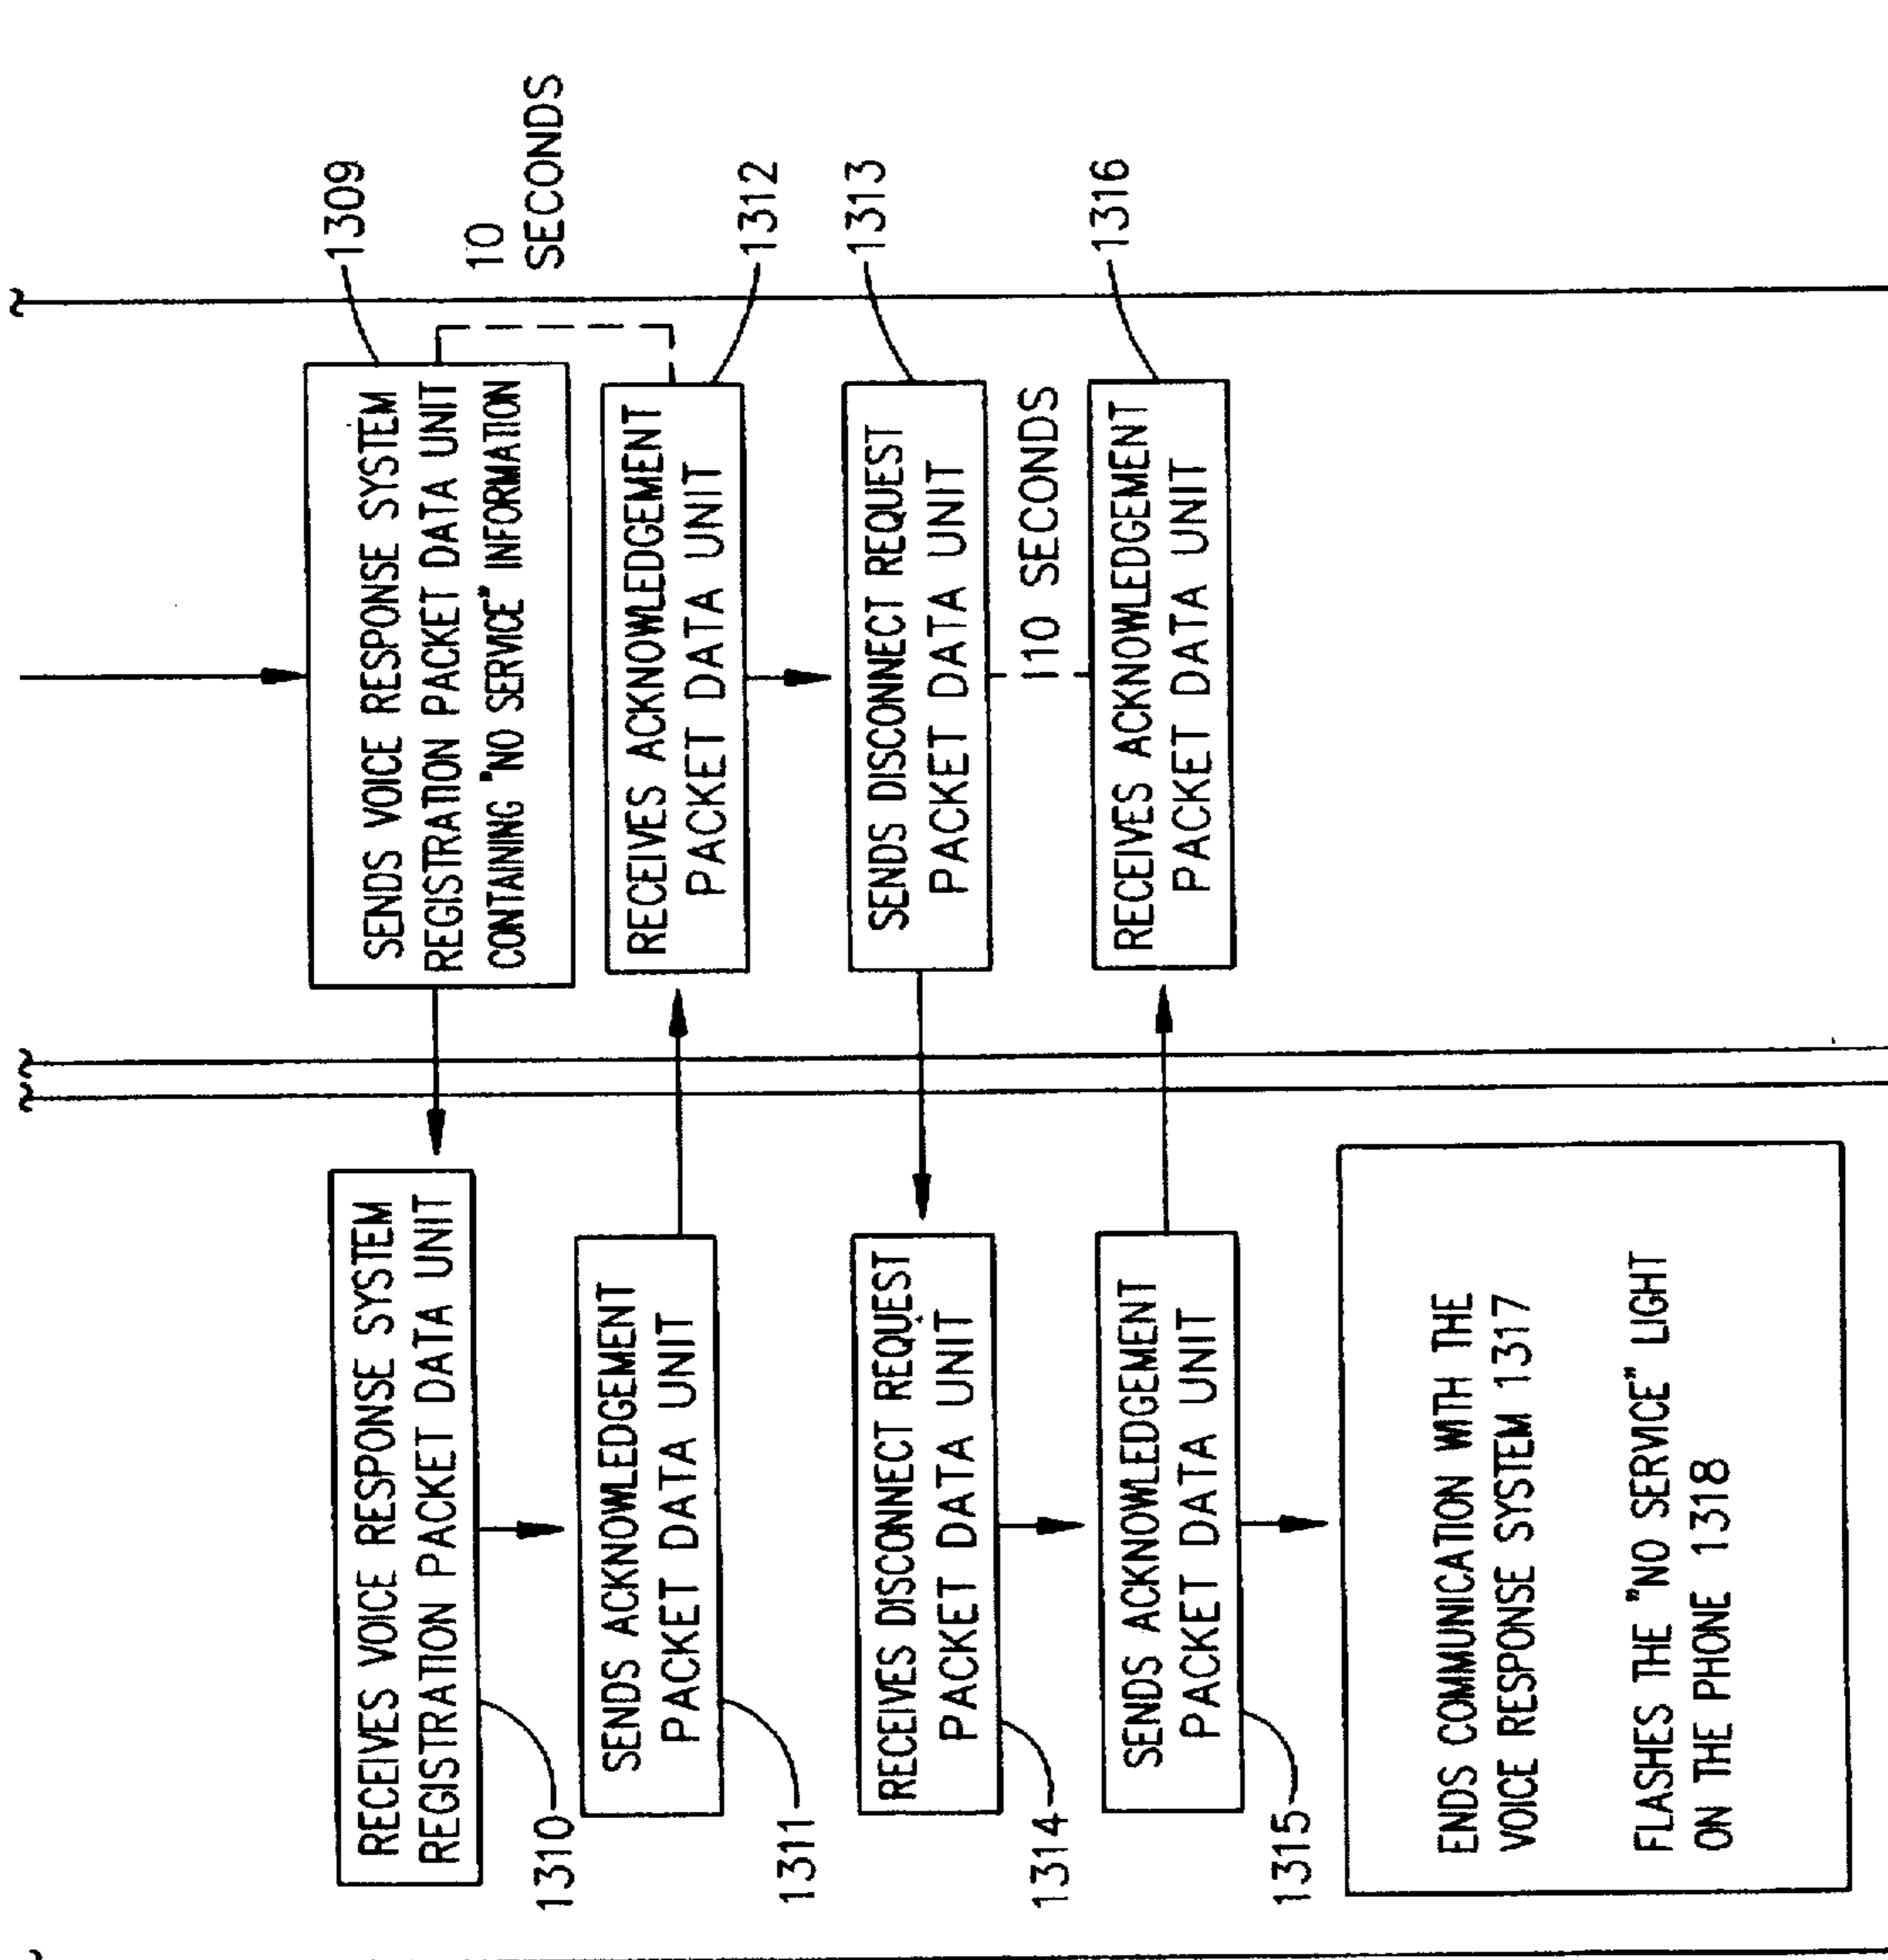 SENDS VOICE RESPONSE SYSTEM
REGISTRATION PACKET DATA UNIT
CONTAINING "NO SERVICE" INFORMATION
1309
10
SECONDS
RECEIVES VOICE RESPONSE SYSTEM
REGISTRATION PACKET DATA UNIT
1310
SENDS ACKNOWLEDGEMENT
PACKET DATA UNIT
1311
RECEIVES ACKNOWLEDGEMENT
PACKET DATA UNIT
1312
SENDS DISCONNECT REQUEST
PACKET DATA UNIT
1313
10 SECONDS
RECEIVES DISCONNECT REQUEST
PACKET DATA UNIT
1314
SENDS ACKNOWLEDGEMENT
PACKET DATA UNIT
1315
RECEIVES ACKNOWLEDGEMENT
PACKET DATA UNIT
1316
ENDS COMMUNICATION WITH THE
VOICE RESPONSE SYSTEM 1317
FLASHES THE "NO SERVICE" LIGHT
ON THE PHONE 1318